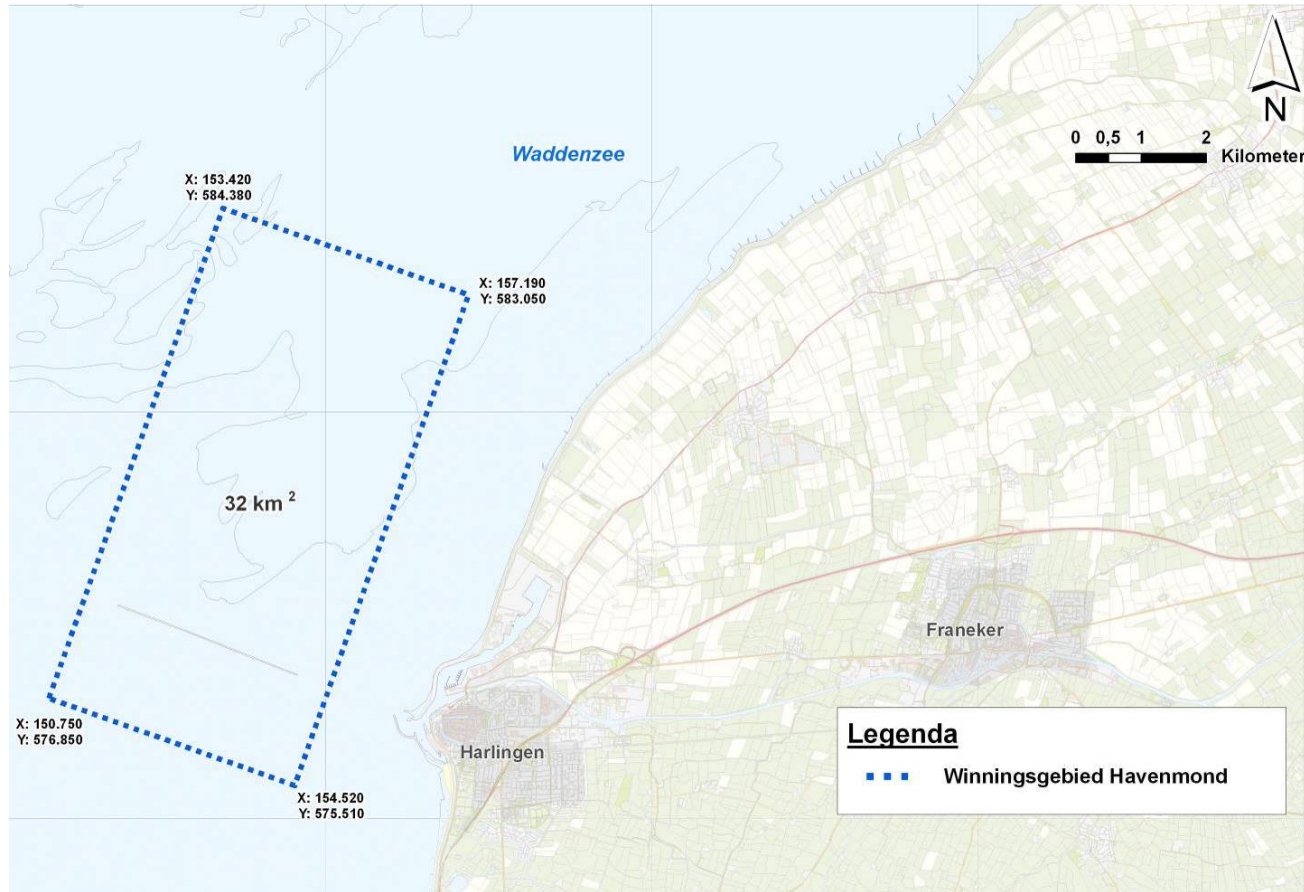 N
0 0,5 1 2
Kilometer
Waddenzee
X: 153.420
Y: 584.380
X: 157.190
Y: 583.050
32 km 2
Franeker
X: 150.750
Y: 576.850
Harlingen
X: 154.520
Y: 575.510
Legenda
Winningsgebied Havenmond